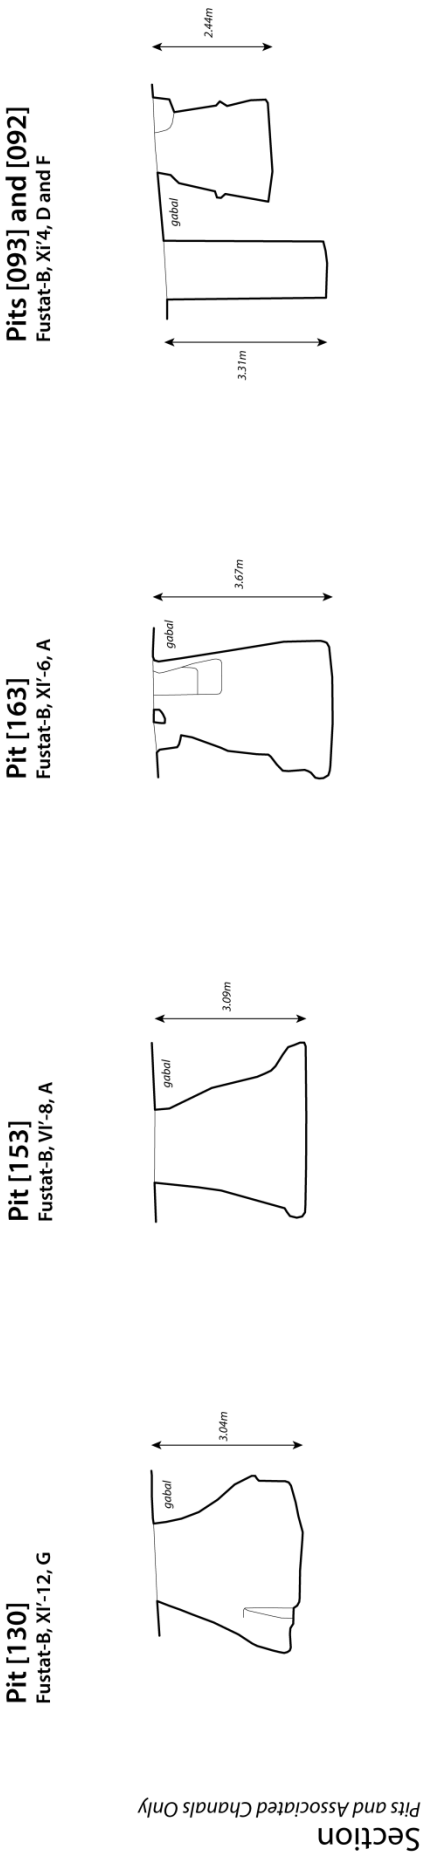 Section
Pits and Associated Chanals Only
Pit [130]
Fustat-B, XI'-12, G
gabal
3.04m
Pit [153]
Fustat-B, VI'-8, A
gabal
3.09m
Pit [163]
Fustat-B, XI'-6, A
gabal
3.67m
Pits [093] and [092]
Fustat-B, Xi'4, D and F
3.31m
gabal
2.44m